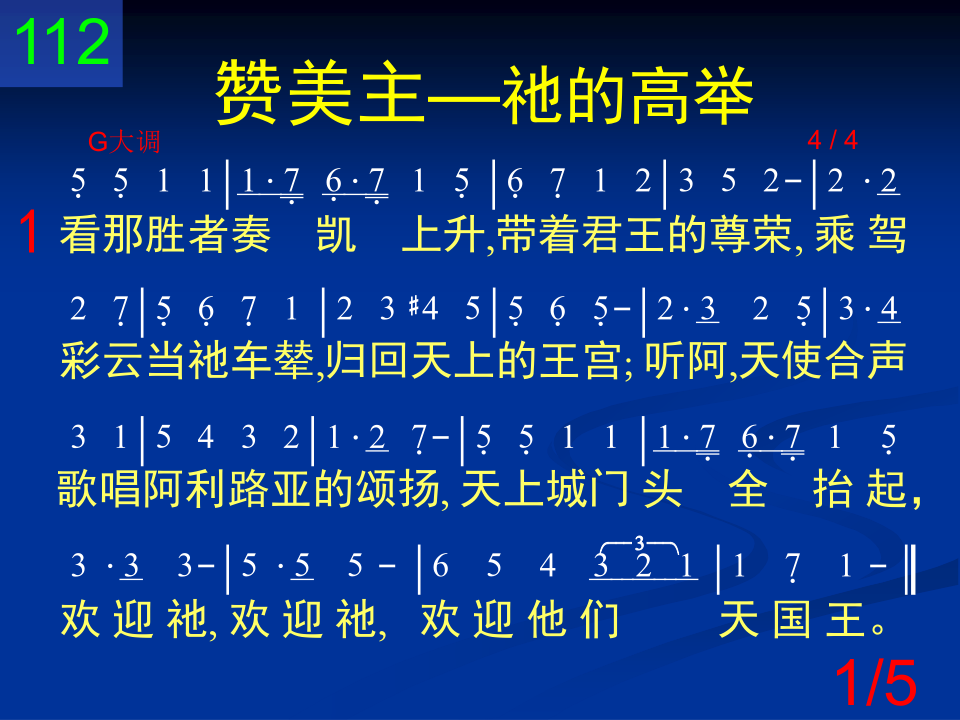 112
赞美主—祂的高举
G大调 4 / 4
5̣ 5̣ 1 1 | 1 · 7̣ 6̣ · 7̣ 1 5̣ | 6̣ 7̣ 1 2 | 3 5 2 - | 2 · 2
1 看那胜者奏 凯 上升,带着君王的尊荣, 乘 驾
2 7̣ | 5̣ 6̣ 7̣ 1 | 2 3 #4 5 | 5̣ 6̣ 5̣ - | 2 · 3 2 5̣ | 3 · 4
彩云当祂车辇,归回天上的王宫; 听阿,天使合声
3 1 | 5 4 3 2 | 1 · 2 7̣ - | 5̣ 5̣ 1 1 | 1 · 7̣ 6̣ · 7̣ 1 5̣
歌唱阿利路亚的颂扬, 天上城门 头 全 抬 起,
3
3 · 3 3 - | 5 · 5 5 - | 6 5 4 3 2 1 | 1 7̣ 1 - ‖
欢 迎 祂, 欢 迎 祂, 欢 迎 他 们 天 国 王。
1/5